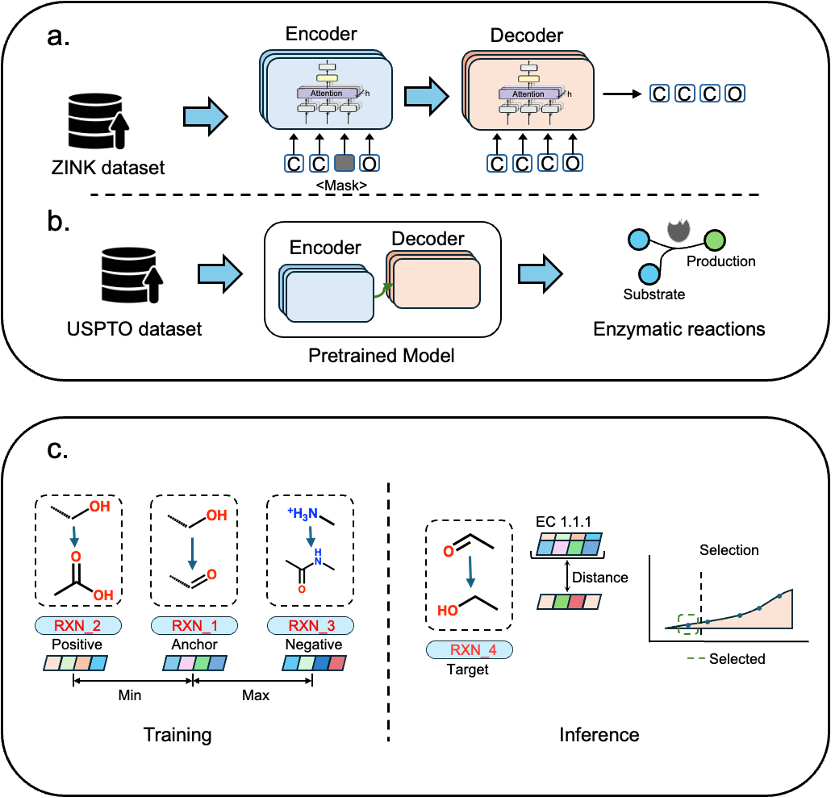 a.
Encoder
Decoder
Attention
h
Attention
h
C C C O
ZINK dataset
C C O
C C C O
<Mask>
b.
Encoder
Decoder
Production
Substrate
USPTO dataset
Enzymatic reactions
Pretrained Model
c.
OH
O
OH
RXN_2
Positive
OH
O
RXN_1
Anchor
+H3N
H
N
O
RXN_3
Negative
Min
Max
Training
O
HO
RXN_4
Target
EC 1.1.1
Distance
Selection
Selected
Inference